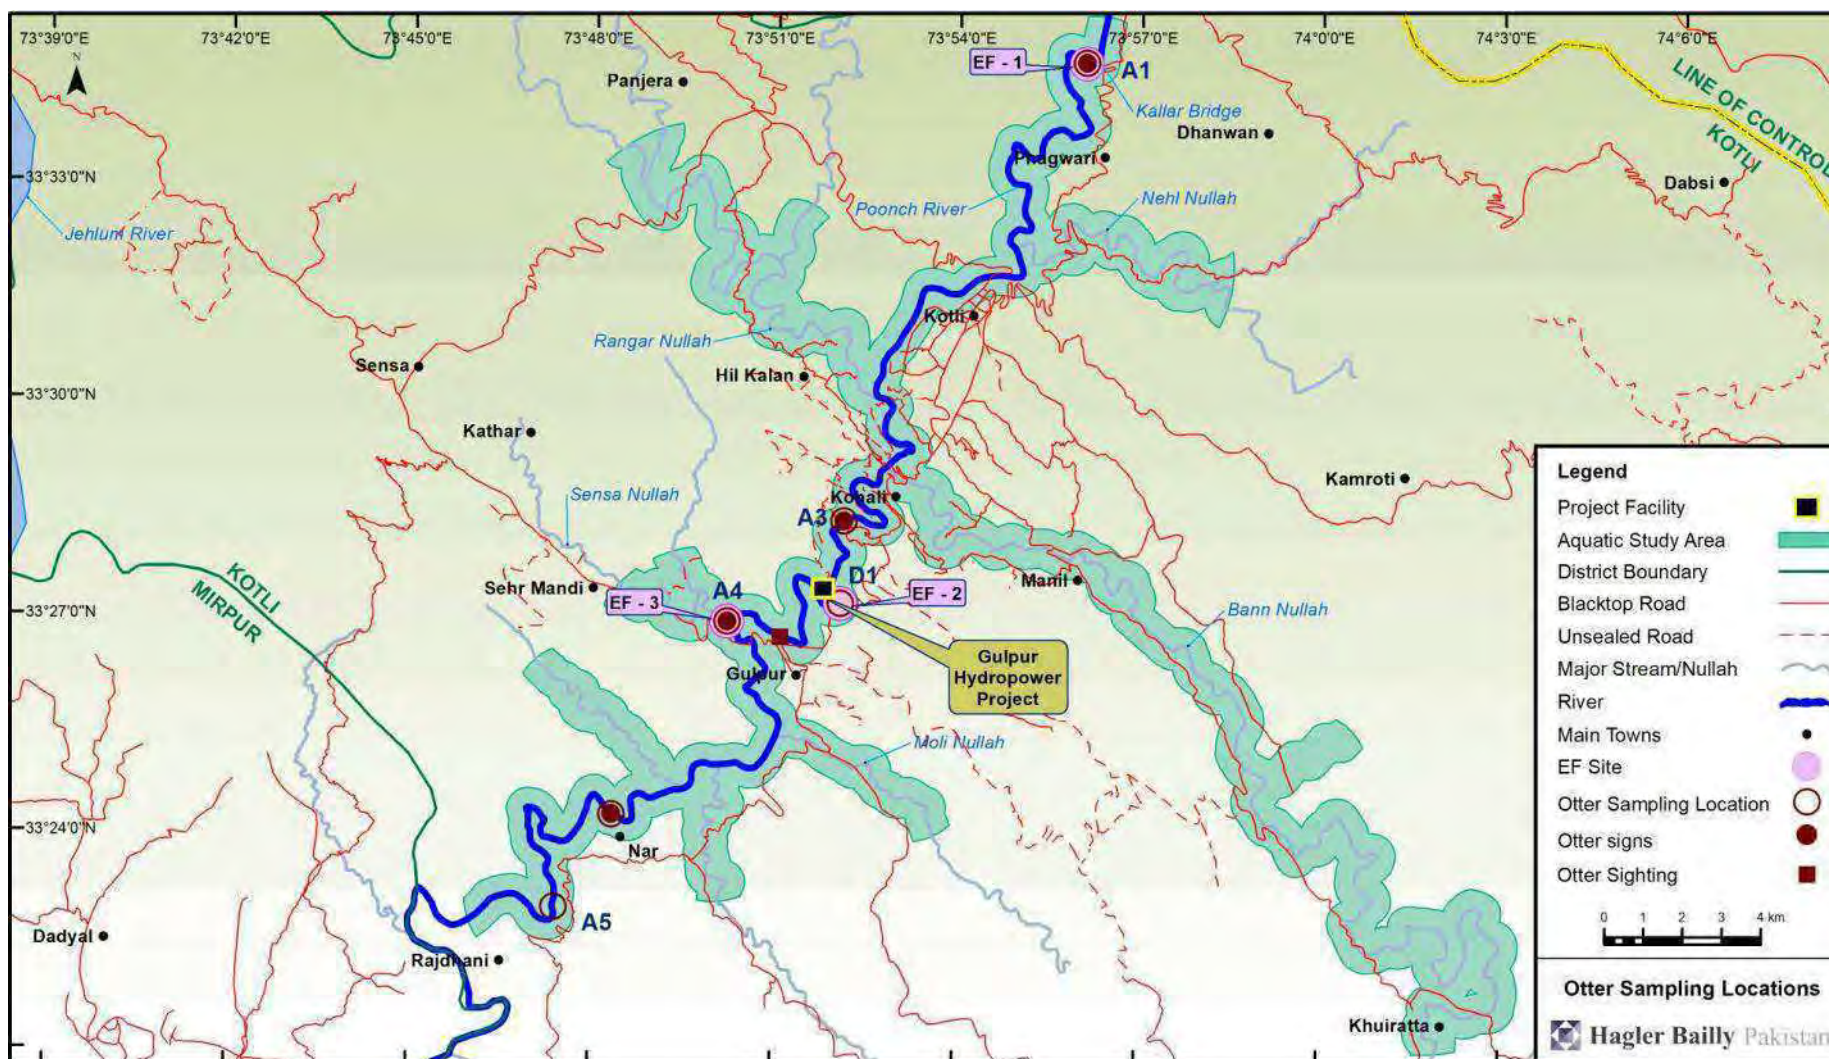 73°39'0"E
73°42'0"E
73°45'0"E
73°48'0"E
73°51'0"E
73°54'0"E
73°57'0"E
74°0'0"E
74°3'0"E
74°6'0"E
N
EF - 1
A1
Panjera
Kallar Bridge
Dhanwan
LINE OF CONTROL
KOTLI
Phagwari
33°33'0"N
Dabsi
Jehlum River
Poonch River
Nehl Nullah
Kotli
Rangar Nullah
Sensa
Hil Kalan
33°30'0"N
Kathar
Kamroti
Sensa Nullah
Kohali
A3
KOTLI
MIRPUR
Sehr Mandi
D1
Manil
EF - 2
EF - 3
A4
33°27'0"N
Bann Nullah
Gulpur
Gulpur
Hydropower
Project
Moli Nullah
33°24'0"N
Nar
A5
Dadyal
Rajdhani
Khuiratta
Legend
Project Facility
Aquatic Study Area
District Boundary
Blacktop Road
Unsealed Road
Major Stream/Nullah
River
Main Towns
EF Site
Otter Sampling Location
Otter signs
Otter Sighting
0 1 2 3 4 km
Otter Sampling Locations
Hagler Bailly Pakistan